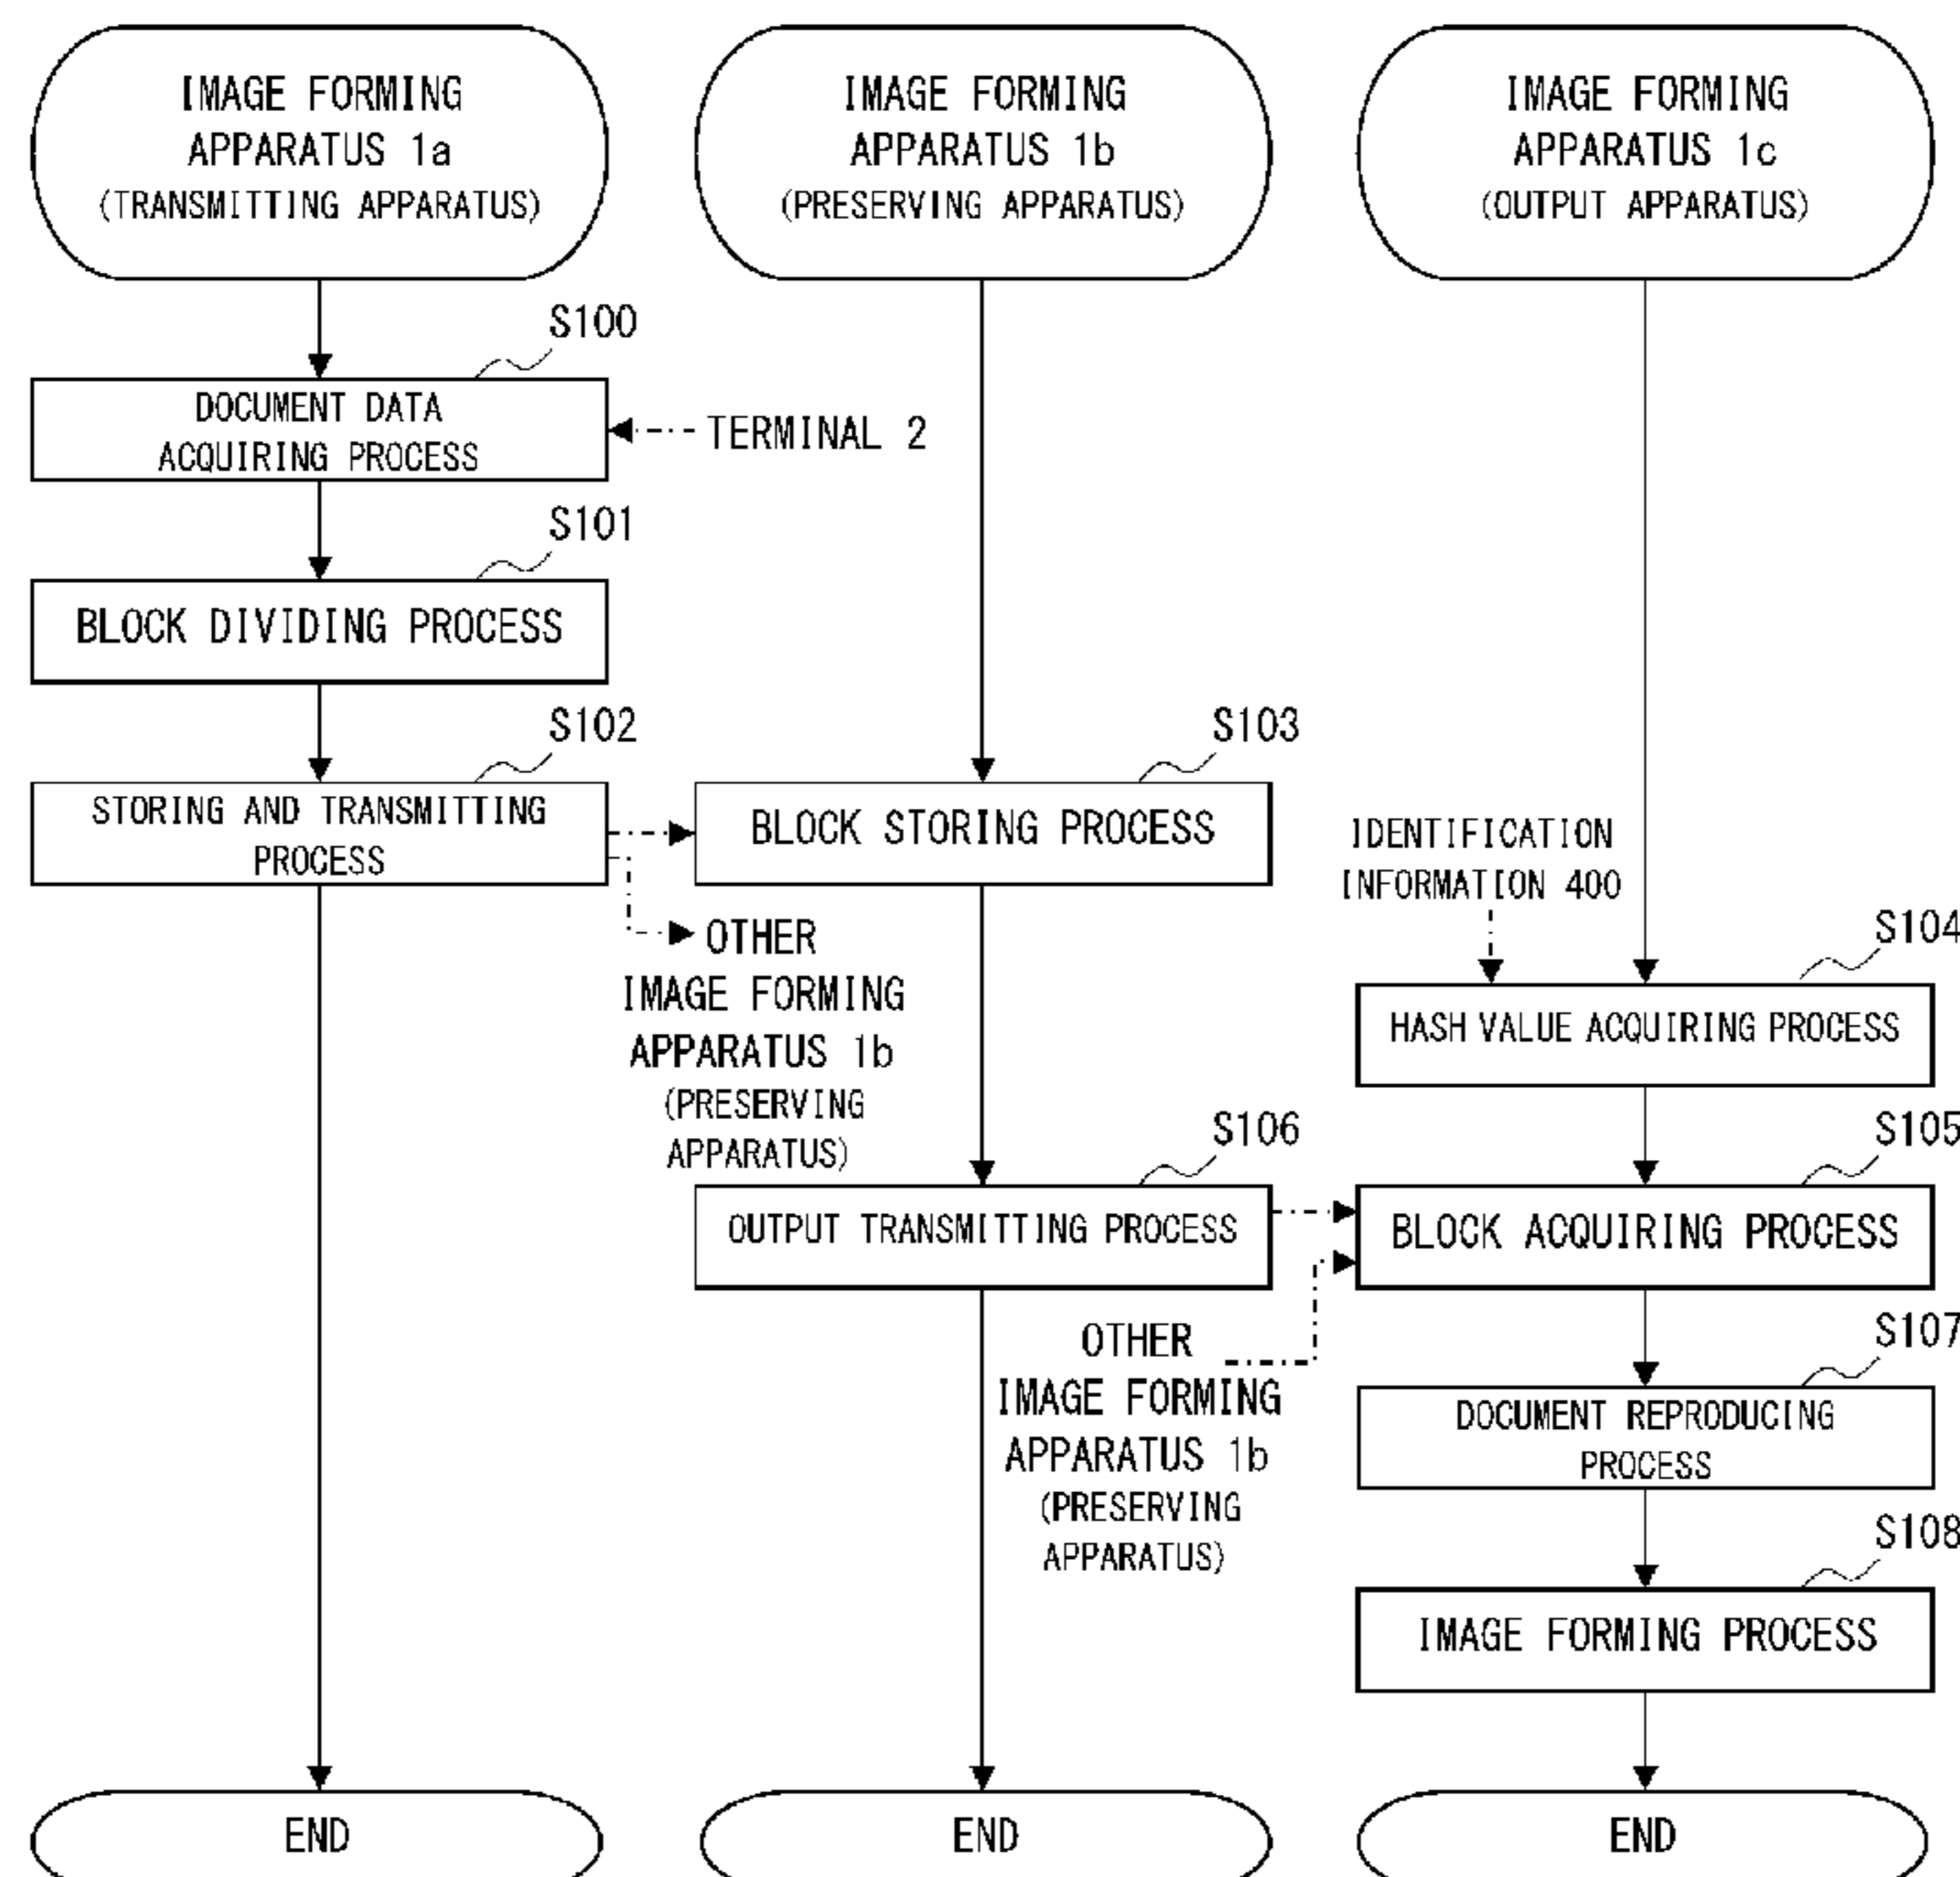 IMAGE FORMING
APPARATUS 1a
(TRANSMITTING APPARATUS)
IMAGE FORMING
APPARATUS 1b
(PRESERVING APPARATUS)
IMAGE FORMING
APPARATUS 1c
(OUTPUT APPARATUS)
S100
DOCUMENT DATA
ACQUIRING PROCESS
TERMINAL 2
S101
BLOCK DIVIDING PROCESS
S102
STORING AND TRANSMITTING
PROCESS
S103
BLOCK STORING PROCESS
OTHER
IMAGE FORMING
APPARATUS 1b
(PRESERVING
APPARATUS)
IDENTIFICATION
INFORMATION 400
S104
HASH VALUE ACQUIRING PROCESS
S106
OUTPUT TRANSMITTING PROCESS
S105
BLOCK ACQUIRING PROCESS
OTHER
IMAGE FORMING
APPARATUS 1b
(PRESERVING
APPARATUS)
S107
DOCUMENT REPRODUCING
PROCESS
S108
IMAGE FORMING PROCESS
END
END
END